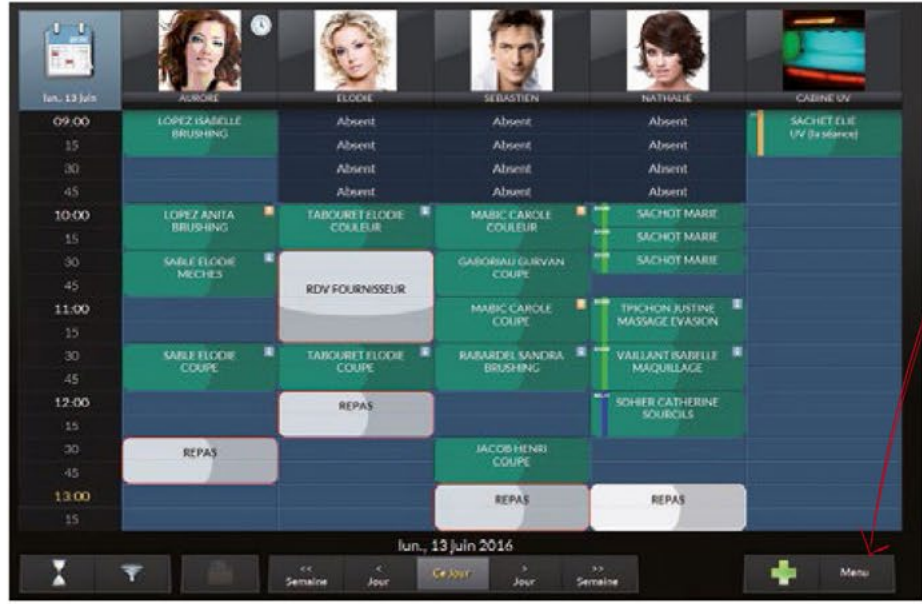 lun., 13 juin
AURORE
ELODIE
SEBASTIEN
NATHALIE
CABINE UV
09:00
LOPEZ ISABELLE
BRUSHING
Absent
Absent
Absent
SACHET ELIE
UV (la séance)
15
Absent
Absent
Absent
30
Absent
Absent
Absent
45
Absent
Absent
Absent
10:00
LOPEZ ANITA
BRUSHING
TABOURET ELODIE
COULEUR
MABIC CAROLE
COULEUR
SACHOT MARIE
15
SACHOT MARIE
30
SABLE ELODIE
MECHES
RDV FOURNISSEUR
GABORIAU GURVAN
COUPE
SACHOT MARIE
45
11:00
MABIC CAROLE
COUPE
TPICHON JUSTINE
MASSAGE EVASION
15
30
SABLE ELODIE
COUPE
TABOURET ELODIE
COUPE
RABARDEL SANDRA
BRUSHING
VAILLANT ISABELLE
MAQUILLAGE
45
12:00
REPAS
SOHIER CATHERINE
SOURCILS
15
30
REPAS
JACOB HENRI
COUPE
45
13:00
REPAS
REPAS
15
lun., 13 juin 2016
<< Semaine
< Jour
Ce Jour
> Jour
>> Semaine
Menu